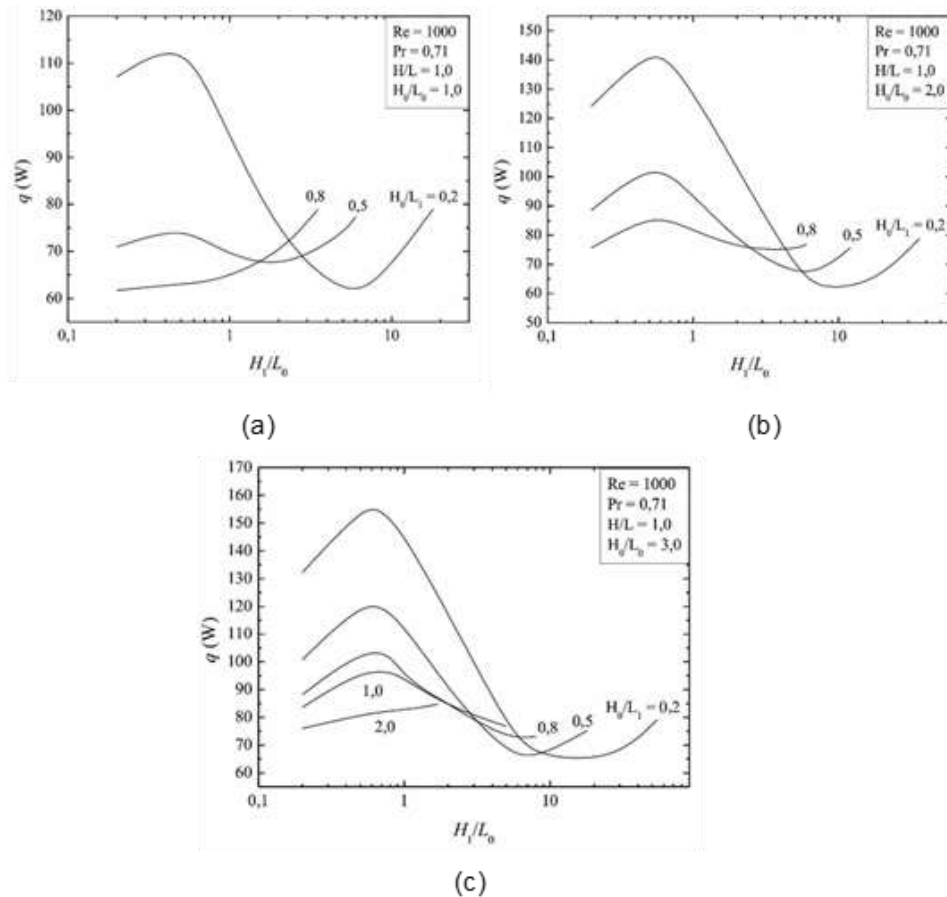 120
110
100
90
80
70
60
q (W)
Re = 1000
Pr = 0,71
H/L = 1,0
H₀/L₀ = 1,0
0,8
0,5
H₀/L₁ = 0,2
0,1
1
10
H₁/L₀
(a)
150
140
130
120
110
100
90
80
70
60
50
q (W)
Re = 1000
Pr = 0,71
H/L = 1,0
H₀/L₀ = 2,0
0,8
0,5
H₀/L₁ = 0,2
0,1
1
10
H₁/L₀
(b)
170
160
150
140
130
120
110
100
90
80
70
60
q (W)
Re = 1000
Pr = 0,71
H/L = 1,0
H₀/L₀ = 3,0
1,0
2,0
0,8
0,5
H₀/L₁ = 0,2
0,1
1
10
H₁/L₀
(c)